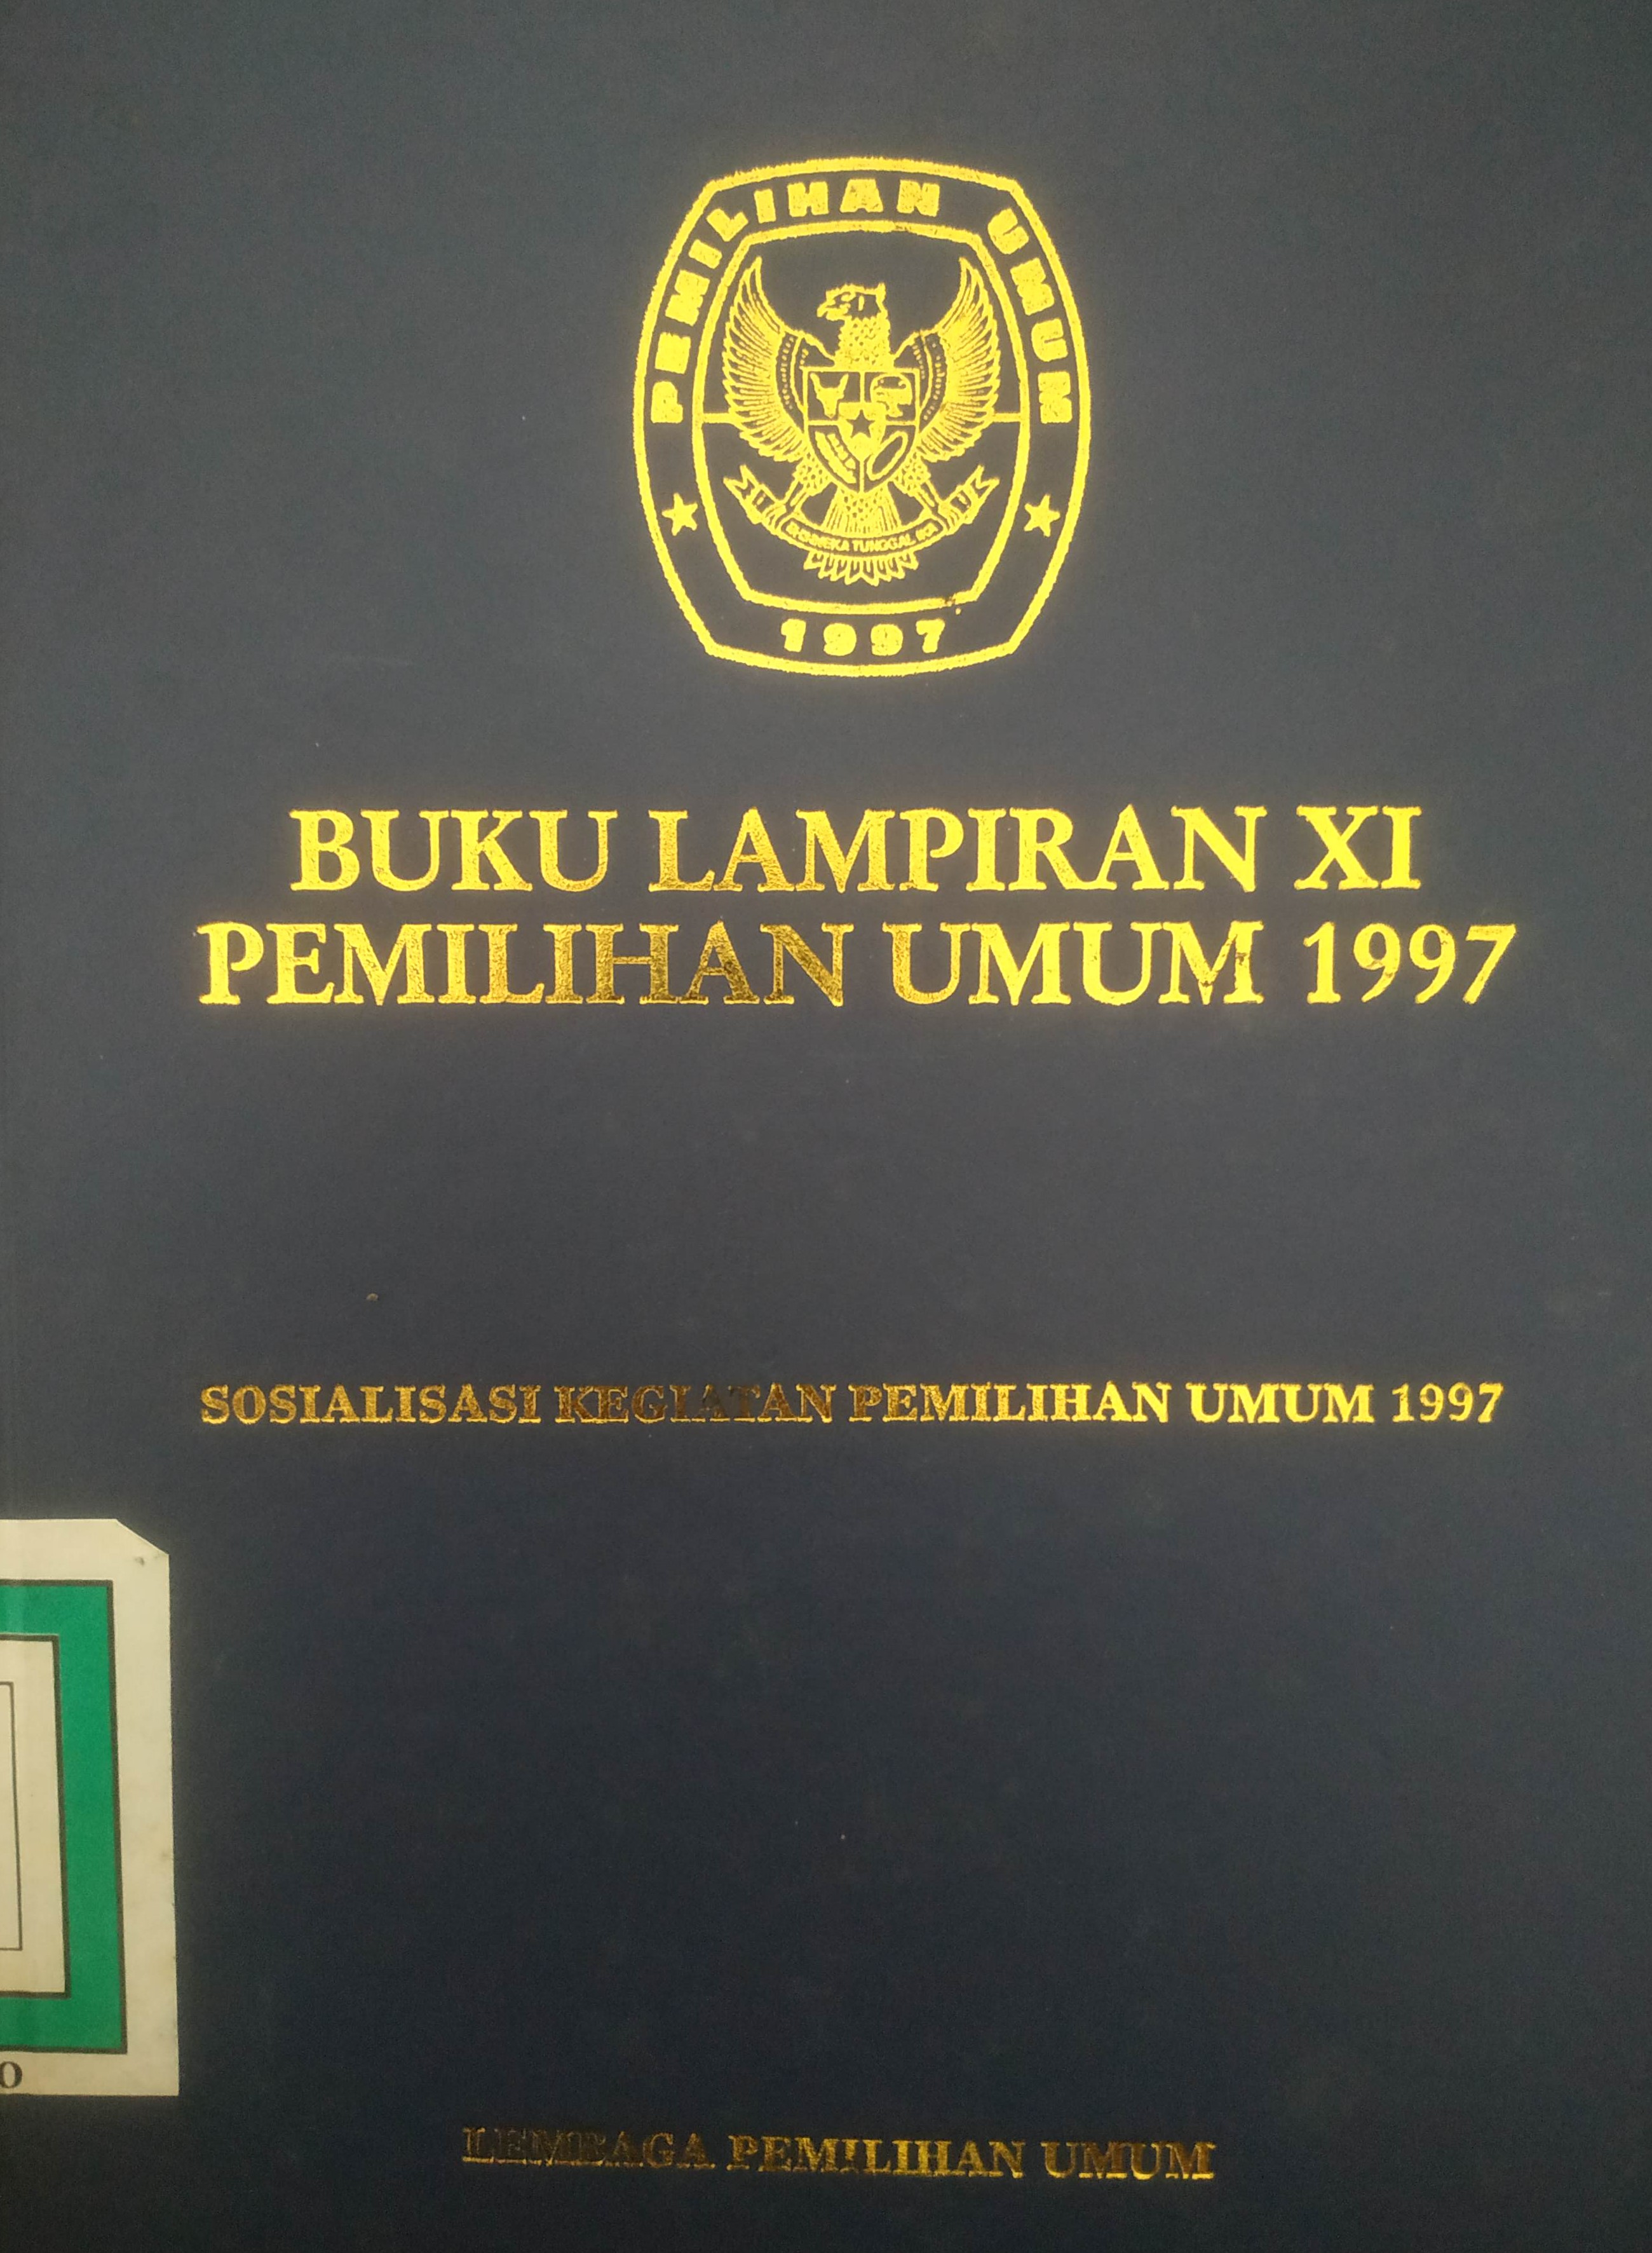 PEMILIHAN UMUM
BHINNEKA TUNGGAL IKA
1997
BUKU LAMPIRAN XI
PEMILIHAN UMUM 1997
SOSIALISASI KEGIATAN PEMILIHAN UMUM 1997
O
LEMBAGA PEMILIHAN UMUM